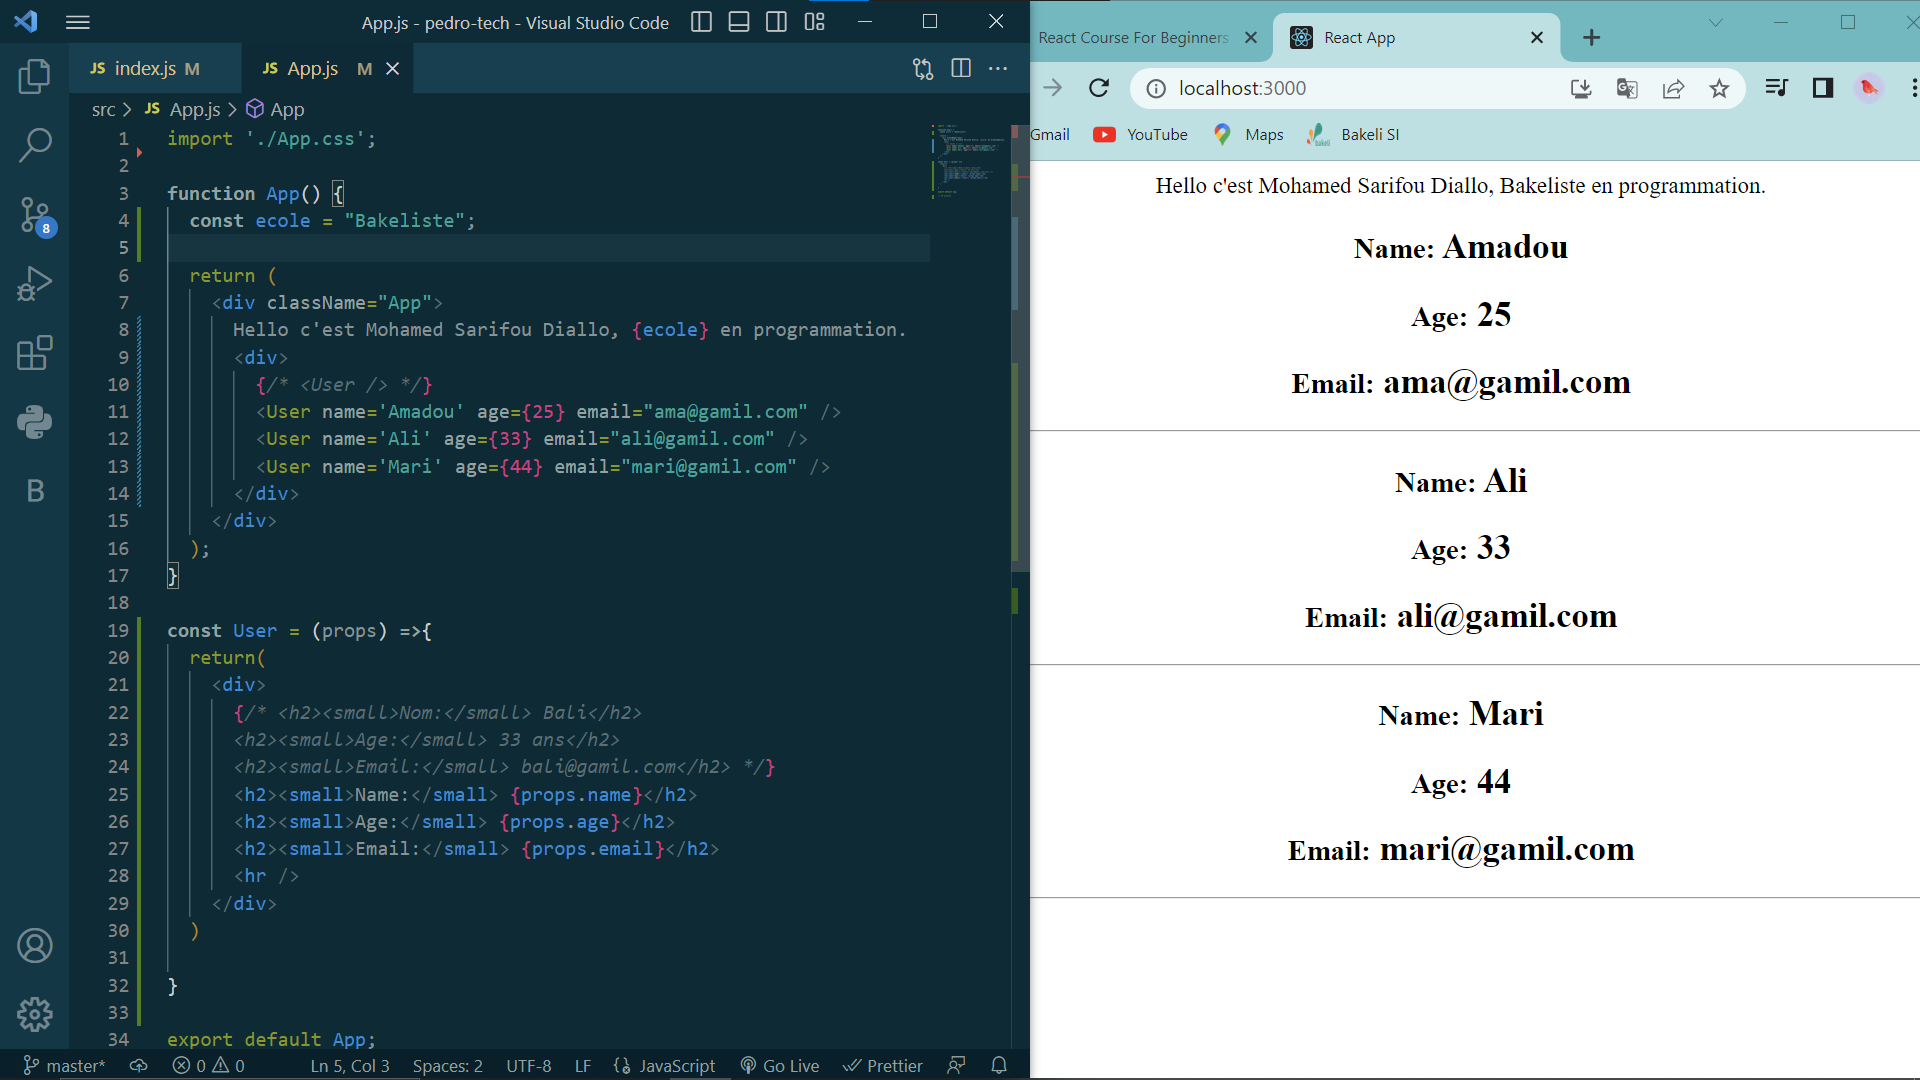 App.js - pedro-tech - Visual Studio Code
JS index.js M
JS App.js M
src > JS App.js > App
1 import './App.css';
2
3 function App() {
4 const ecole = "Bakeliste";
5
6 return (
7 <div className="App">
8 Hello c'est Mohamed Sarifou Diallo, {ecole} en programmation.
9 <div>
10 {/* <User /> */}
11 <User name='Amadou' age={25} email="ama@gamil.com" />
12 <User name='Ali' age={33} email="ali@gamil.com" />
13 <User name='Mari' age={44} email="mari@gamil.com" />
14 </div>
15 </div>
16 );
17 }
18
19 const User = (props) =>{
20 return(
21 <div>
22 {/* <h2><small>Nom:</small> Bali</h2>
23 <h2><small>Age:</small> 33 ans</h2>
24 <h2><small>Email:</small> bali@gamil.com</h2> */}
25 <h2><small>Name:</small> {props.name}</h2>
26 <h2><small>Age:</small> {props.age}</h2>
27 <h2><small>Email:</small> {props.email}</h2>
28 <hr />
29 </div>
30 )
31
32 }
33
34 export default App;
8
B
master* 0 0 Ln 5, Col 3 Spaces: 2 UTF-8 LF {} JavaScript Go Live Prettier
React Course For Beginners
React App
localhost:3000
Gmail YouTube Maps Bakeli SI
Hello c'est Mohamed Sarifou Diallo, Bakeliste en programmation.
Name: Amadou
Age: 25
Email: ama@gamil.com
Name: Ali
Age: 33
Email: ali@gamil.com
Name: Mari
Age: 44
Email: mari@gamil.com